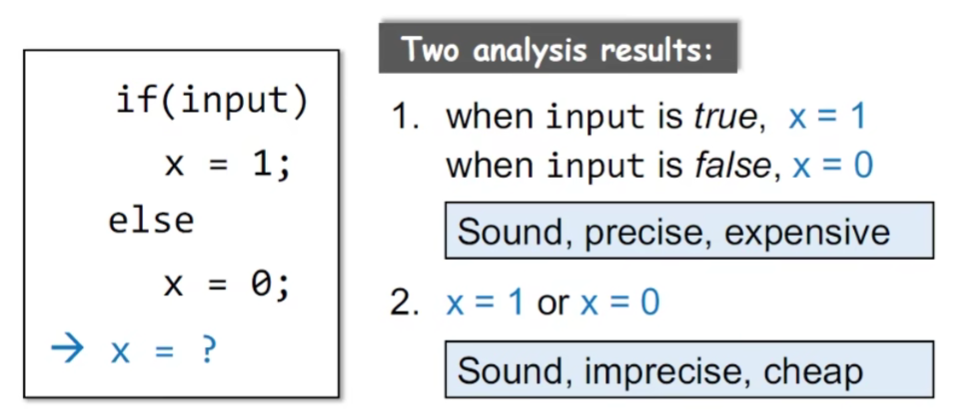 if(input)
x = 1;
else
x = 0;
→ x = ?
Two analysis results:
1. when input is true, x = 1
when input is false, x = 0
Sound, precise, expensive
2. x = 1 or x = 0
Sound, imprecise, cheap